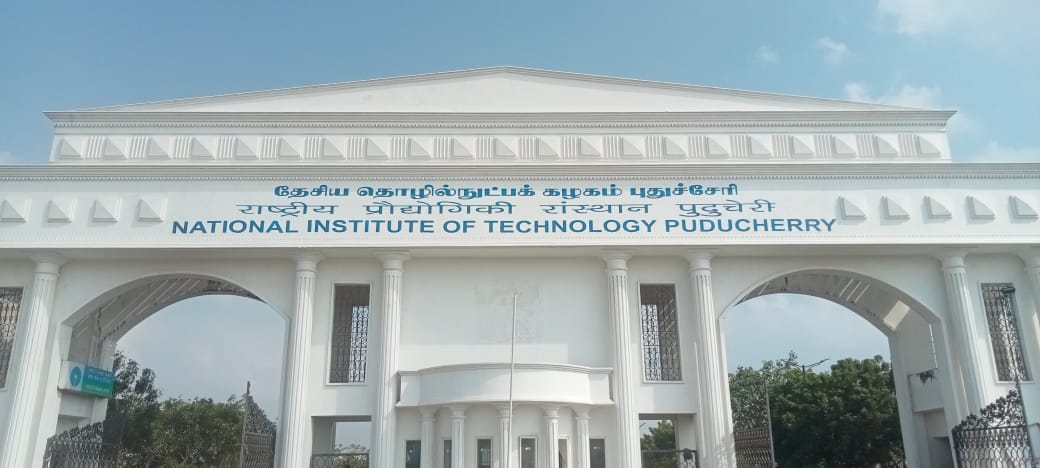 தேசிய தொழில்நுட்பக் கழகம் புதுச்சேரி
राष्ट्रीय प्रौद्योगिकी संस्थान पुदुचेरी
NATIONAL INSTITUTE OF TECHNOLOGY PUDUCHERRY